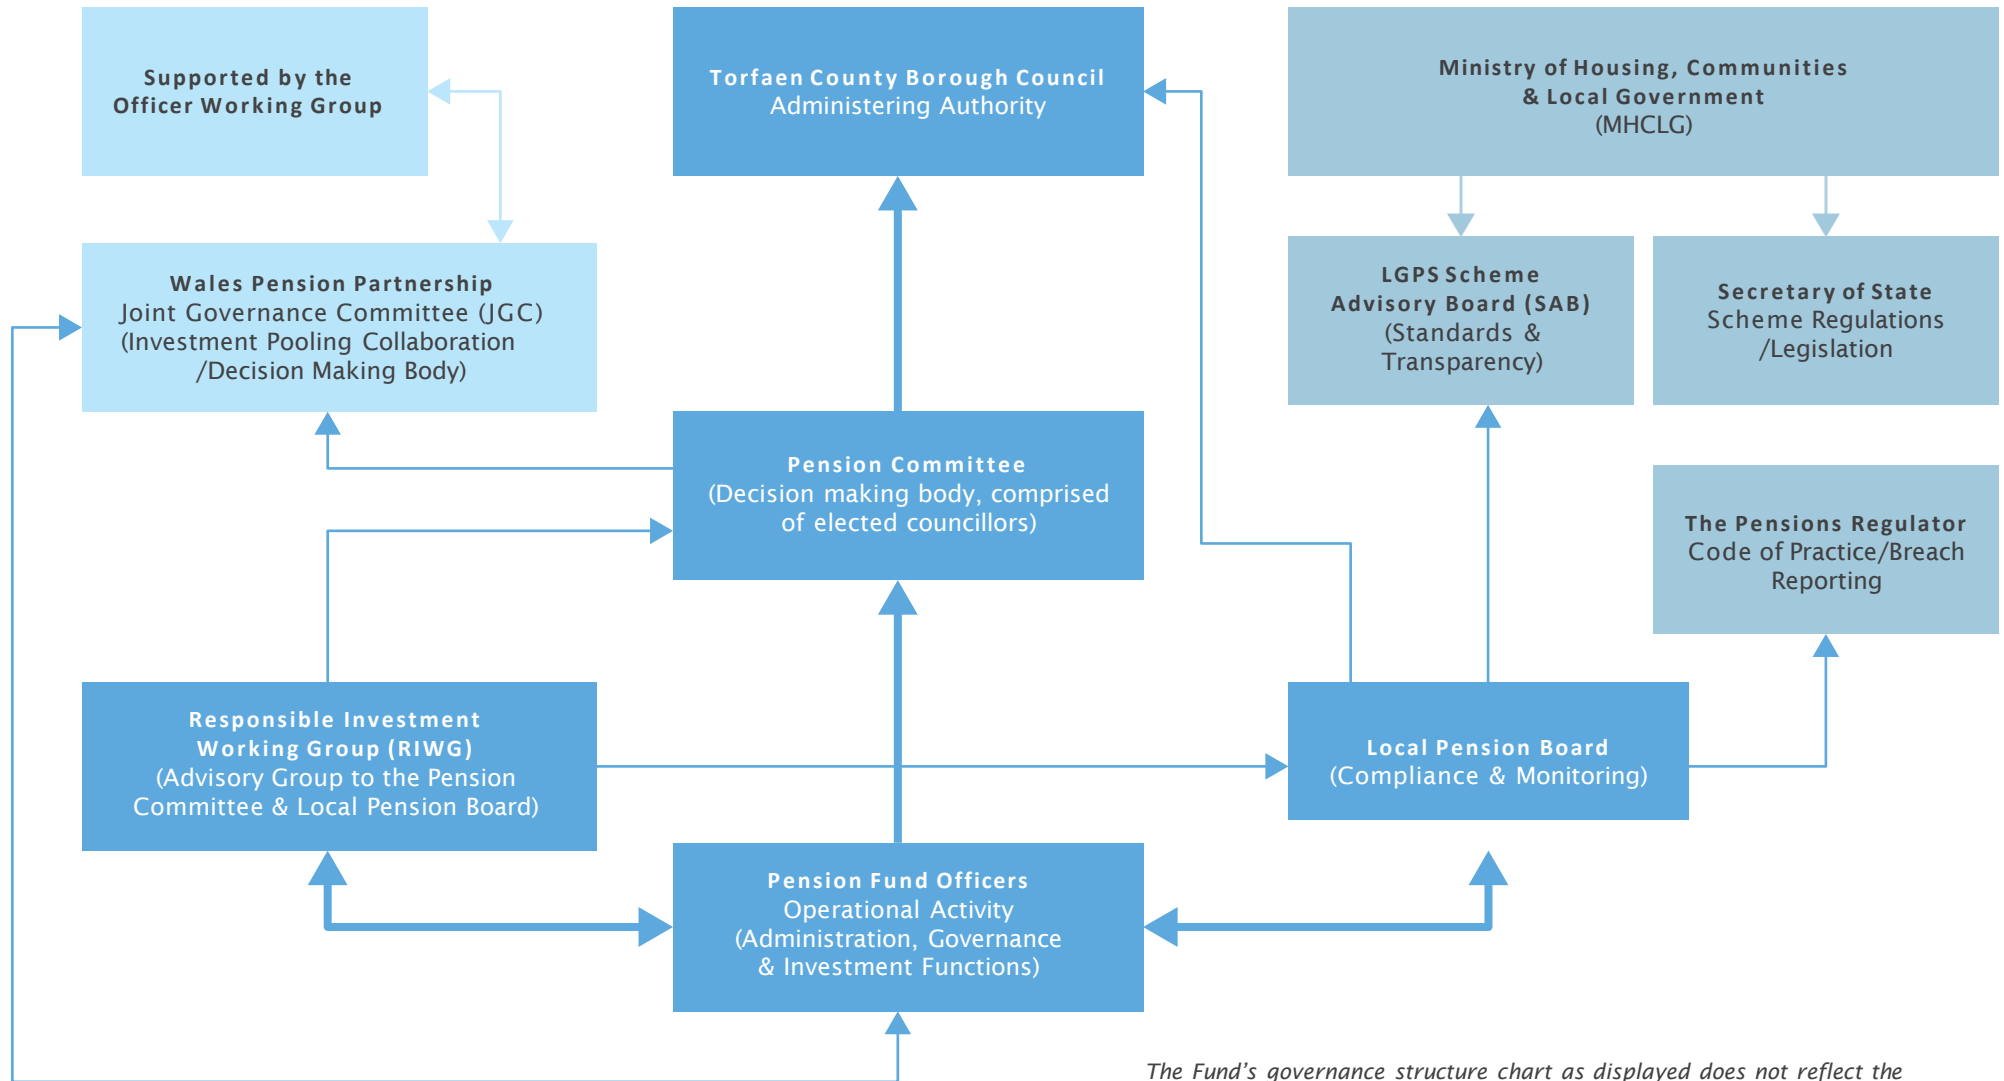 Supported by the
Officer Working Group
Torfaen County Borough Council
Administering Authority
Ministry of Housing, Communities
& Local Government
(MHCLG)
Wales Pension Partnership
Joint Governance Committee (JGC)
(Investment Pooling Collaboration
/Decision Making Body)
LGPS Scheme
Advisory Board (SAB)
(Standards &
Transparency)
Secretary of State
Scheme Regulations
/Legislation
Pension Committee
(Decision making body, comprised
of elected councillors)
The Pensions Regulator
Code of Practice/Breach
Reporting
Responsible Investment
Working Group (RIWG)
(Advisory Group to the Pension
Committee & Local Pension Board)
Local Pension Board
(Compliance & Monitoring)
Pension Fund Officers
Operational Activity
(Administration, Governance
& Investment Functions)
The Fund's governance structure chart as displayed does not reflect the